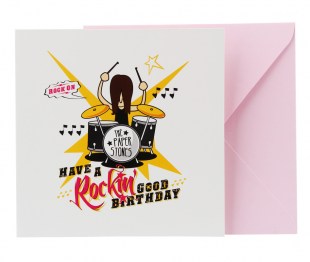 ROCK ON
THE
PAPER
STONES
HAVE A
Rockin' GOOD
BIRTHDAY